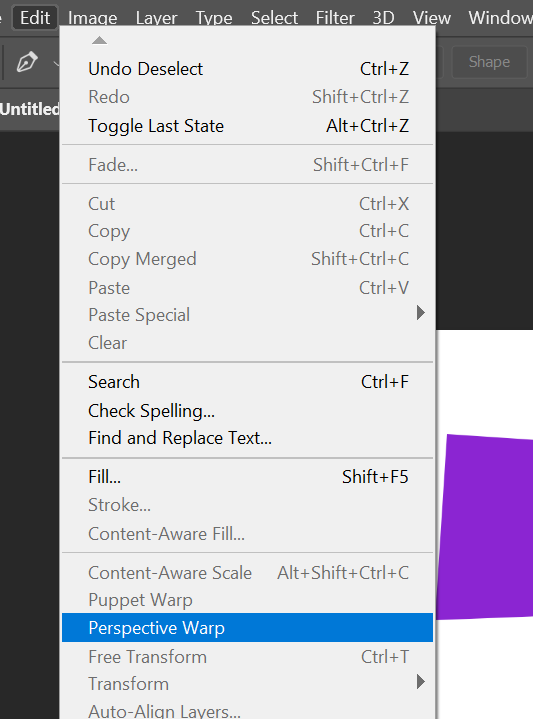 Edit Image Layer Type Select Filter 3D View Window
Shape
Untitled
Undo Deselect Ctrl+Z
Redo Shift+Ctrl+Z
Toggle Last State Alt+Ctrl+Z
Fade... Shift+Ctrl+F
Cut Ctrl+X
Copy Ctrl+C
Copy Merged Shift+Ctrl+C
Paste Ctrl+V
Paste Special
Clear
Search Ctrl+F
Check Spelling...
Find and Replace Text...
Fill... Shift+F5
Stroke...
Content-Aware Fill...
Content-Aware Scale Alt+Shift+Ctrl+C
Puppet Warp
Perspective Warp
Free Transform Ctrl+T
Transform
Auto-Align Layers...